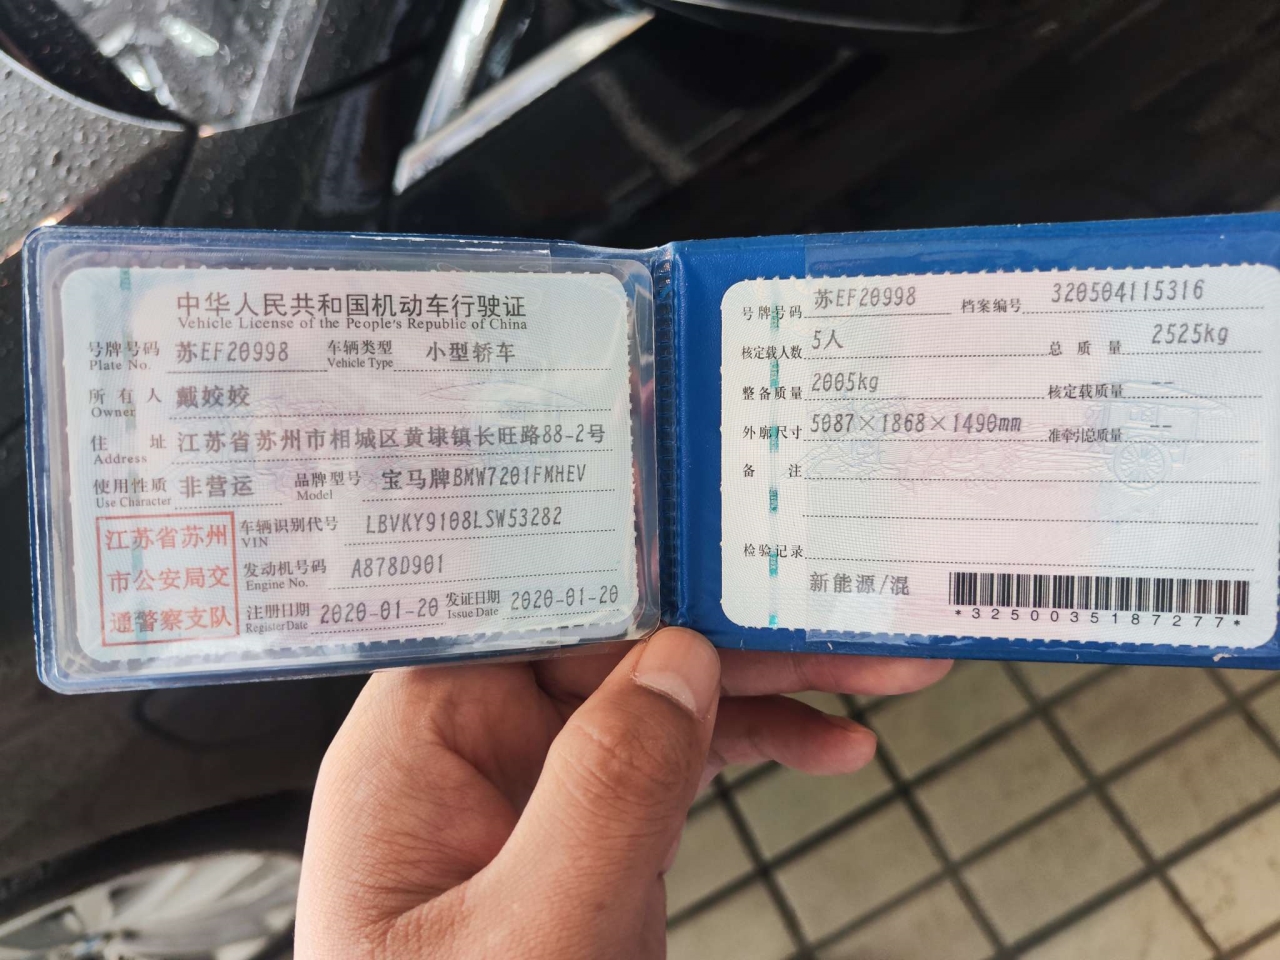 中华人民共和国机动车行驶证
Vehicle License of the People's Republic of China
号牌号码 苏EF20998 车辆类型 小型轿车
Plate No. Vehicle Type
所有人 戴姣姣
Owner
住址 江苏省苏州市相城区黄埭镇长旺路88-2号
Address
使用性质 非营运 品牌型号 宝马牌BMW7201FMHEV
Use Character Model
江苏省苏州
市公安局交
通警察支队
车辆识别代号 LBVKY9108LSW53282
VIN
发动机号码 A878D901
Engine No.
注册日期 2020-01-20 发证日期 2020-01-20
Register Date Issue Date
号牌号码 苏EF20998 档案编号 320504115316
核定载人数 5人 总质量 2525kg
整备质量 2005kg 核定载质量 --
外廓尺寸 5087×1868×1490mm 准牵引总质量 --
备注
检验记录
新能源/混
*3250035187277*